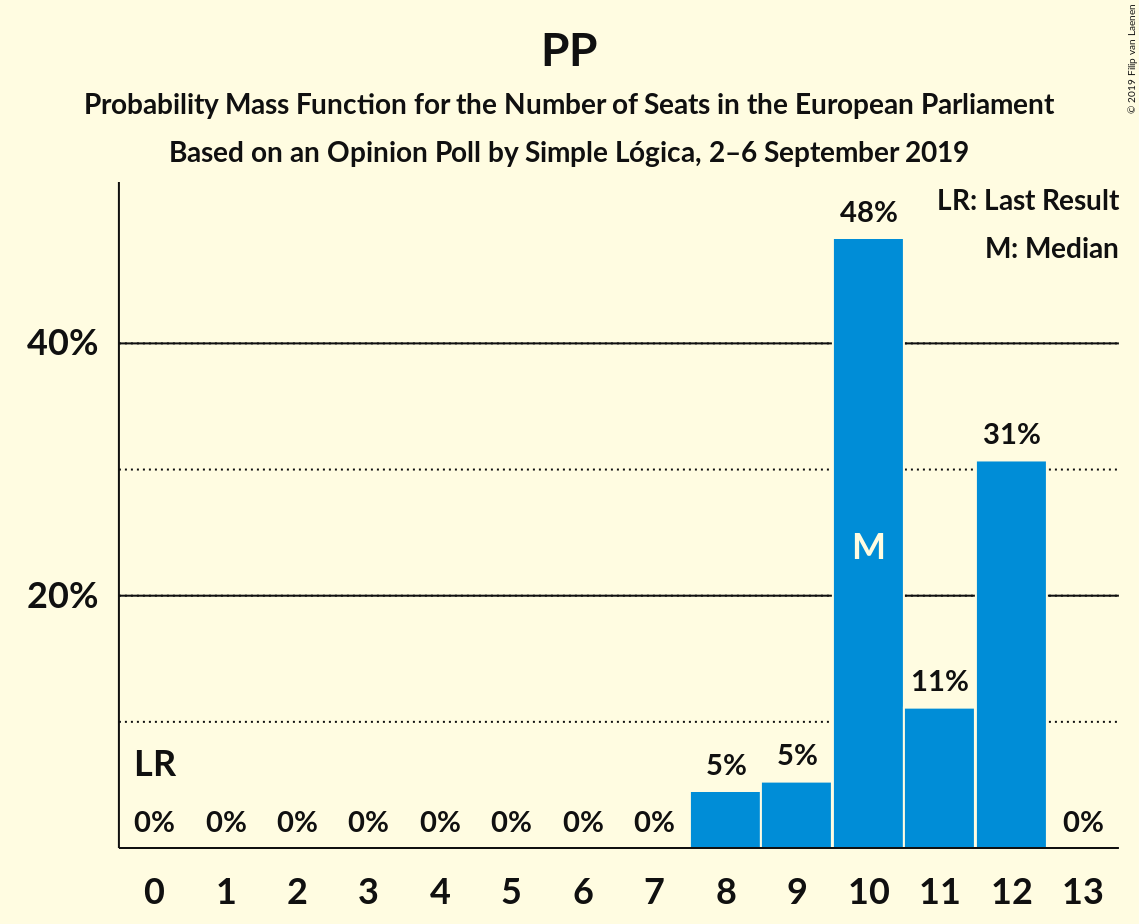 PP
Probability Mass Function for the Number of Seats in the European Parliament
Based on an Opinion Poll by Simple Lógica, 2–6 September 2019
© 2019 Filip van Laenen
LR: Last Result
M: Median
48%
40%
31%
M
20%
11%
LR
5%
5%
0% 0% 0% 0% 0% 0% 0% 0% 0%
0 1 2 3 4 5 6 7 8 9 10 11 12 13